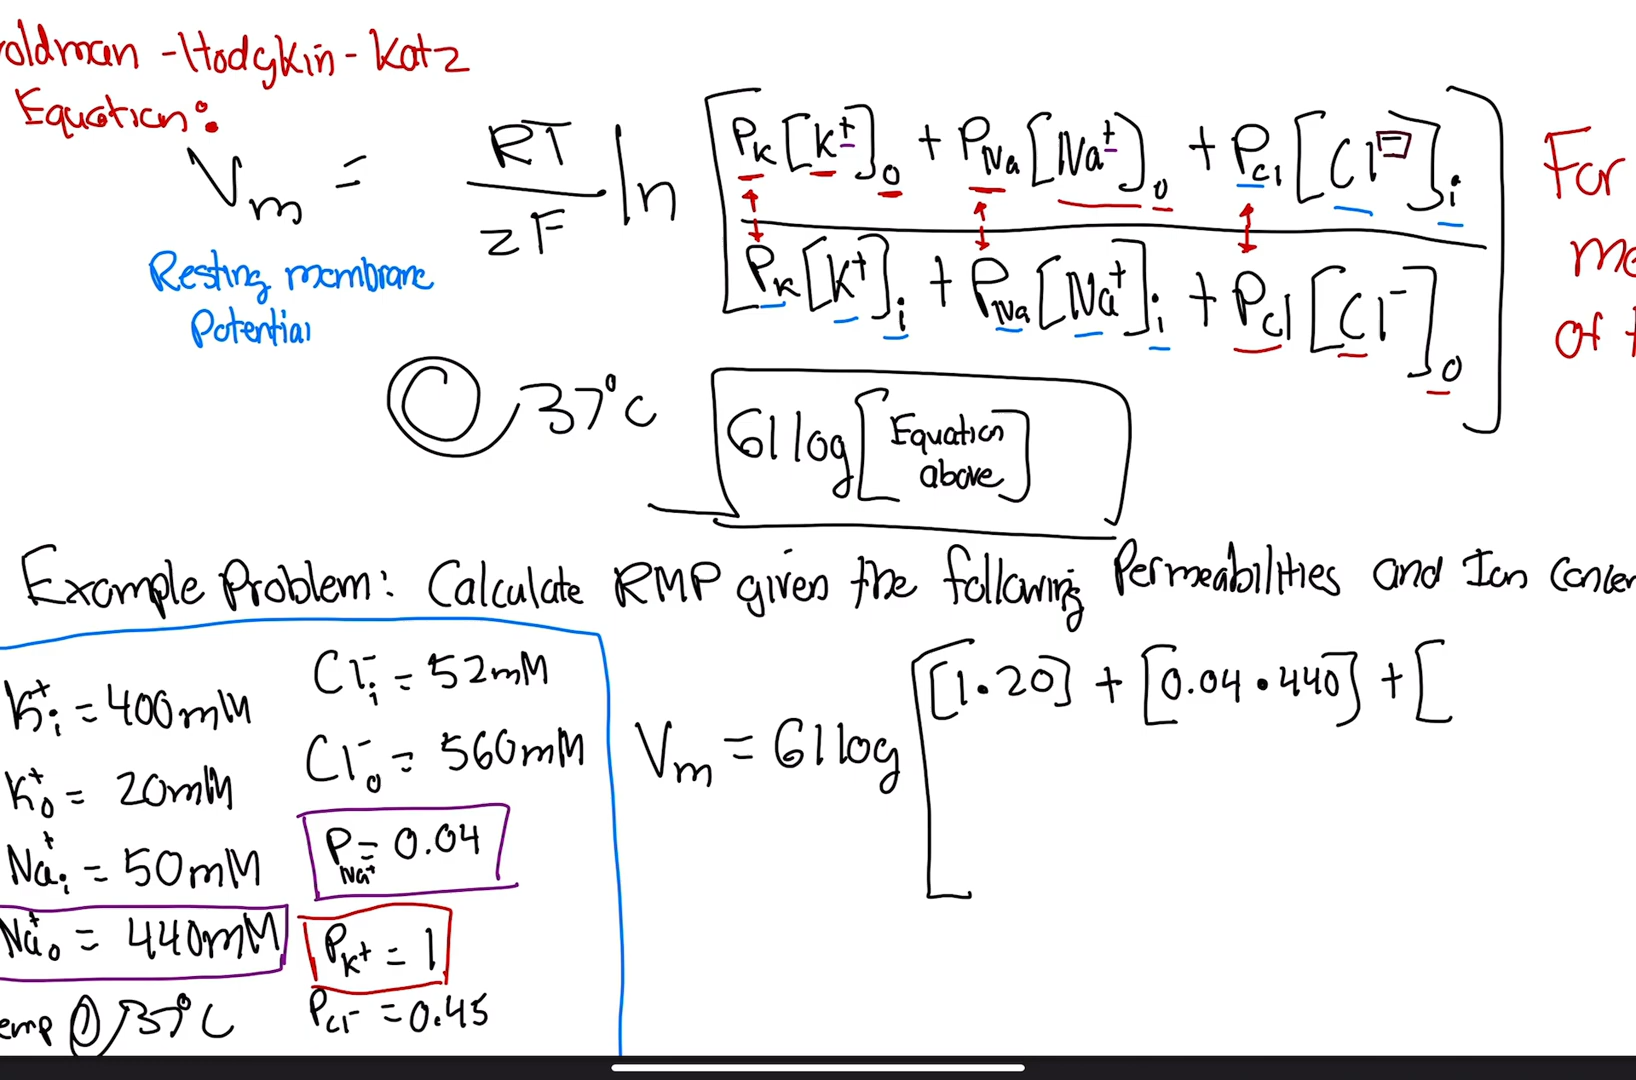 oldman - Hodgkin - Katz
Equation:
Vm = RT/zF ln [PK[K+]o + PNa[Na+]o + PCl[Cl-]i / PK[K+]i + PNa[Na+]i + PCl[Cl-]o]
For
Resting membrane
Potential
of
@ 37°C 61 log [Equation above]
Example Problem: Calculate RMP given the following Permeabilities and Ion
K+i = 400mM
K+o = 20mM
Na+i = 50mM
Na+o = 440mM
emp @ 37°C
Cl-i = 52mM
Cl-o = 560mM
PNa+ = 0.04
PK+ = 1
PCl- = 0.45
Vm = 61 log [[1·20] + [0.04·440] + [